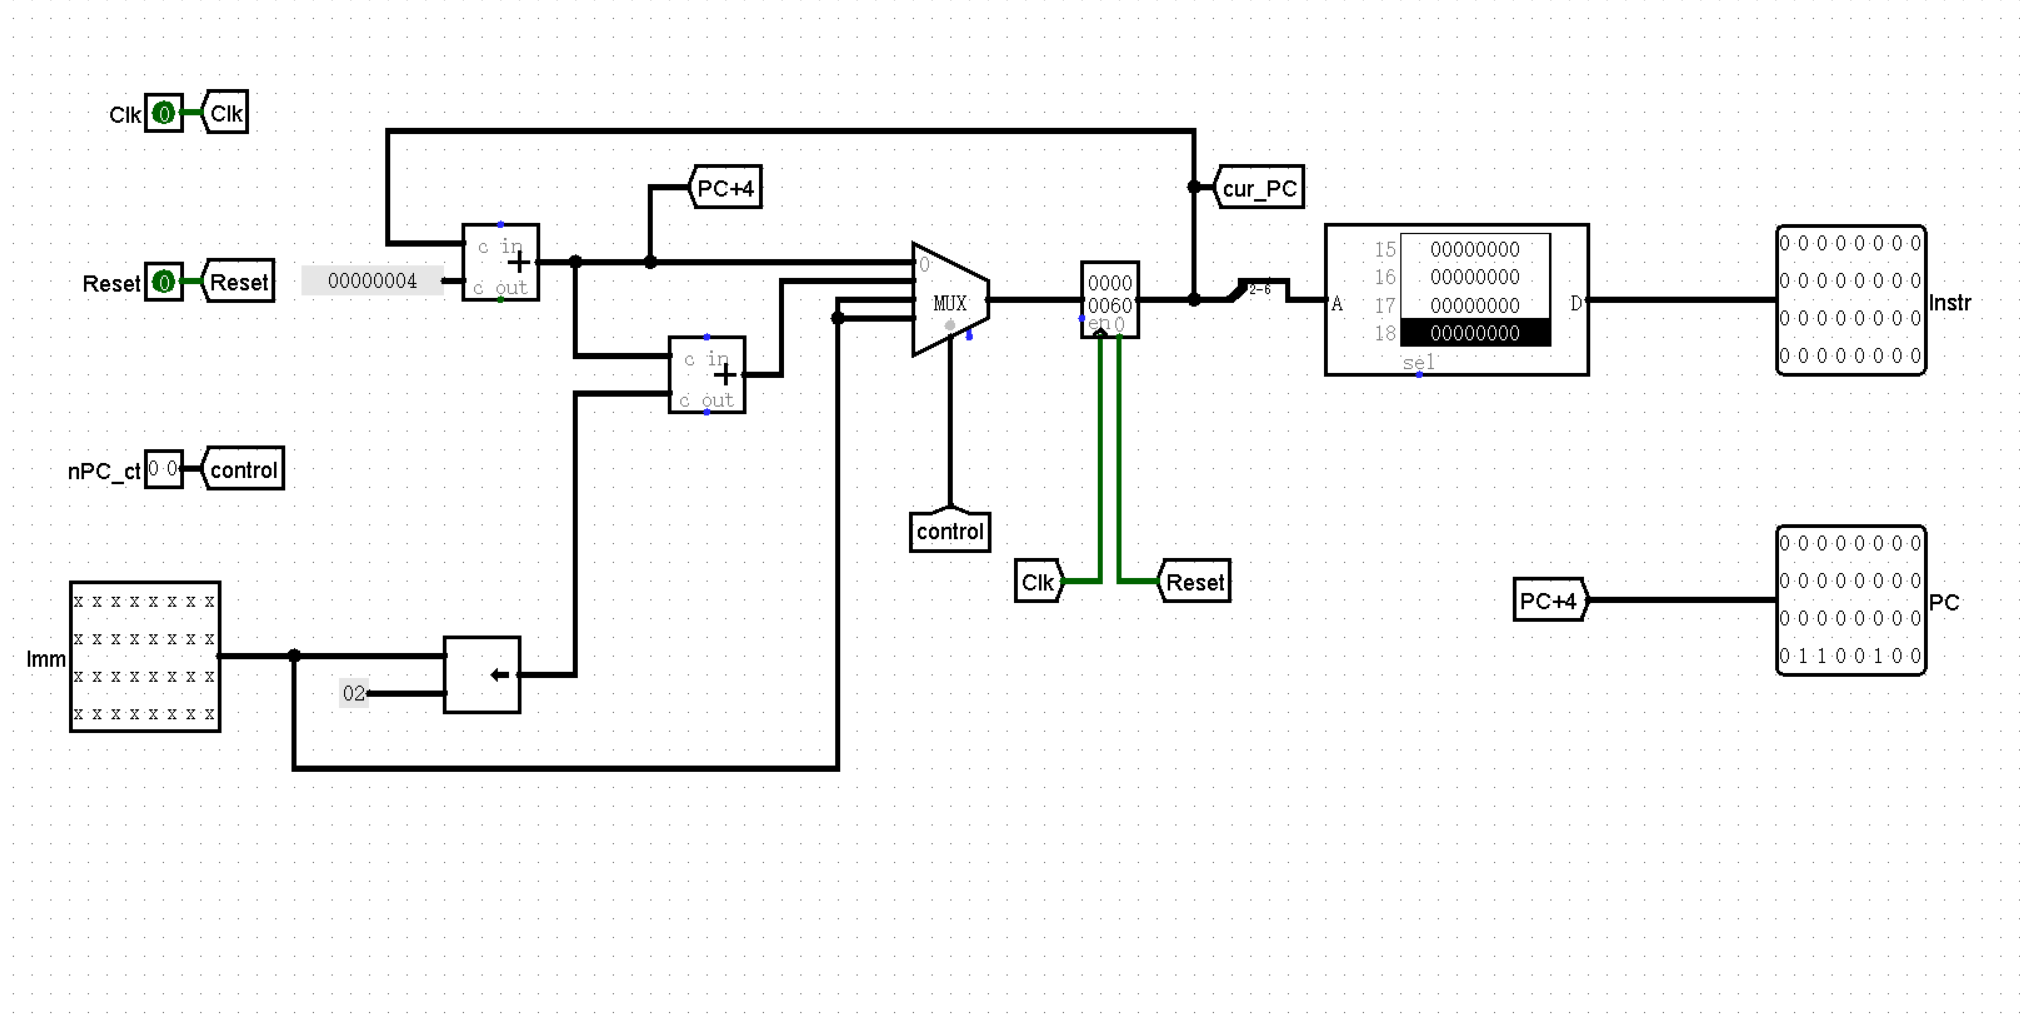 Clk 0 Clk
PC+4
cur_PC
Reset 0 Reset
00000004
c in
+
c out
0
MUX
0000
0060
en 0
2-6
A
15 00000000
16 00000000
17 00000000
18 00000000
D
sel
0 0 0 0 0 0 0 0
0 0 0 0 0 0 0 0
0 0 0 0 0 0 0 0
0 0 0 0 0 0 0 0
Instr
c in
+
c out
nPC_ct 0 0 control
control
Clk
Reset
PC+4
0 0 0 0 0 0 0 0
0 0 0 0 0 0 0 0
0 0 0 0 0 0 0 0
0 1 1 0 0 1 0 0
PC
Imm
x x x x x x x x
x x x x x x x x
x x x x x x x x
x x x x x x x x
02